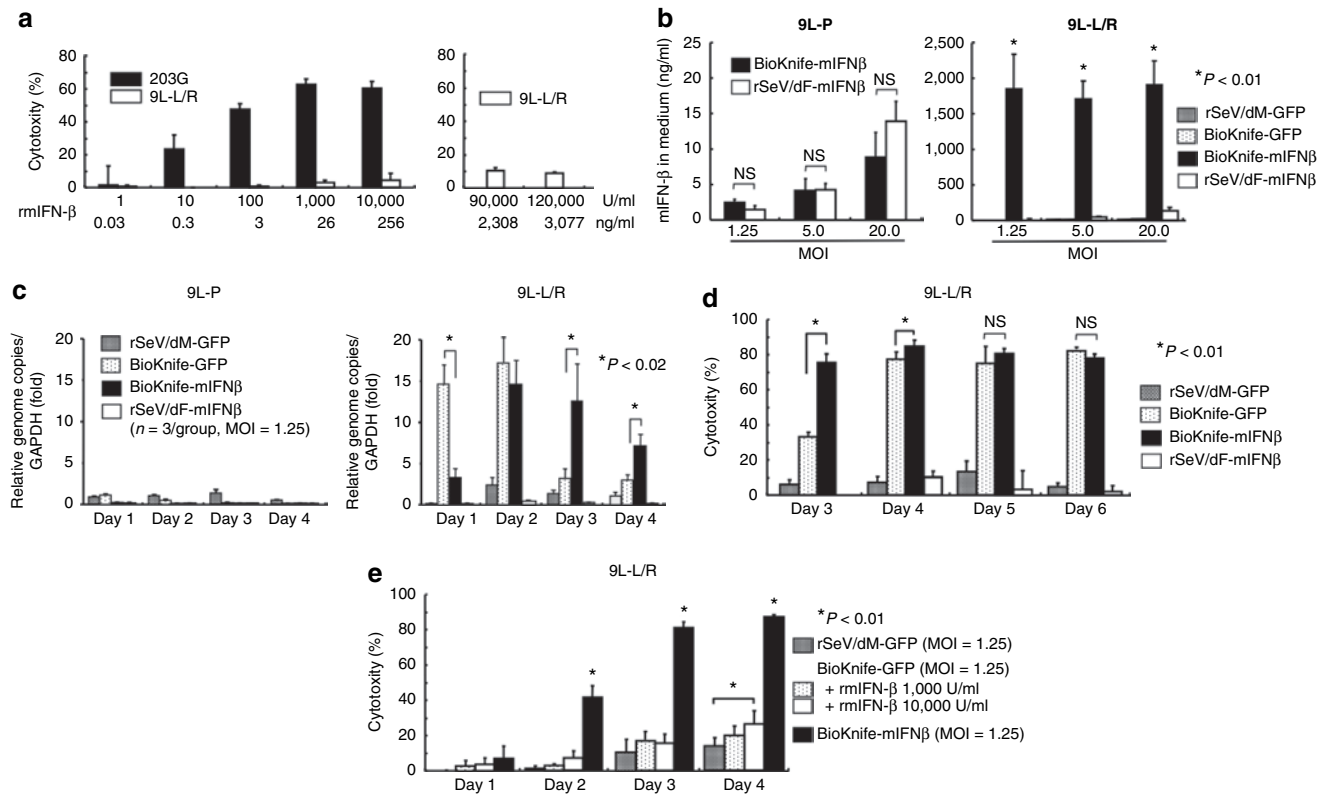 a
80
60
40
20
0
Cytotoxity (%)
203G
9L-L/R
1 10 100 1,000 10,000
rmIFN-β
0.03 0.3 3 26 256
80
60
40
20
0
9L-L/R
90,000 120,000 U/ml
2,308 3,077 ng/ml
b
9L-P
25
20
15
10
5
0
mIFN-β in medium (ng/ml)
BioKnife-mIFNβ
rSeV/dF-mIFNβ
NS
NS
NS
1.25 5.0 20.0
MOI
9L-L/R
2,500
2,000
1,500
1,000
500
0
*
*
*
1.25 5.0 20.0
MOI
*P < 0.01
rSeV/dM-GFP
BioKnife-GFP
BioKnife-mIFNβ
rSeV/dF-mIFNβ
c
9L-P
20
15
10
5
0
Relative genome copies/
GAPDH (fold)
rSeV/dM-GFP
BioKnife-GFP
BioKnife-mIFNβ
rSeV/dF-mIFNβ
(n = 3/group, MOI = 1.25)
Day 1 Day 2 Day 3 Day 4
9L-L/R
20
15
10
5
0
Relative genome copies/
GAPDH (fold)
*
*
*
*P < 0.02
Day 1 Day 2 Day 3 Day 4
d
9L-L/R
100
80
60
40
20
0
Cytotoxity (%)
*
*
NS
NS
Day 3 Day 4 Day 5 Day 6
*P < 0.01
rSeV/dM-GFP
BioKnife-GFP
BioKnife-mIFNβ
rSeV/dF-mIFNβ
e
9L-L/R
100
80
60
40
20
0
Cytotoxity (%)
*
*
*
*
Day 1 Day 2 Day 3 Day 4
*P < 0.01
rSeV/dM-GFP (MOI = 1.25)
BioKnife-GFP (MOI = 1.25)
+ rmIFN-β 1,000 U/ml
+ rmIFN-β 10,000 U/ml
BioKnife-mIFNβ (MOI = 1.25)